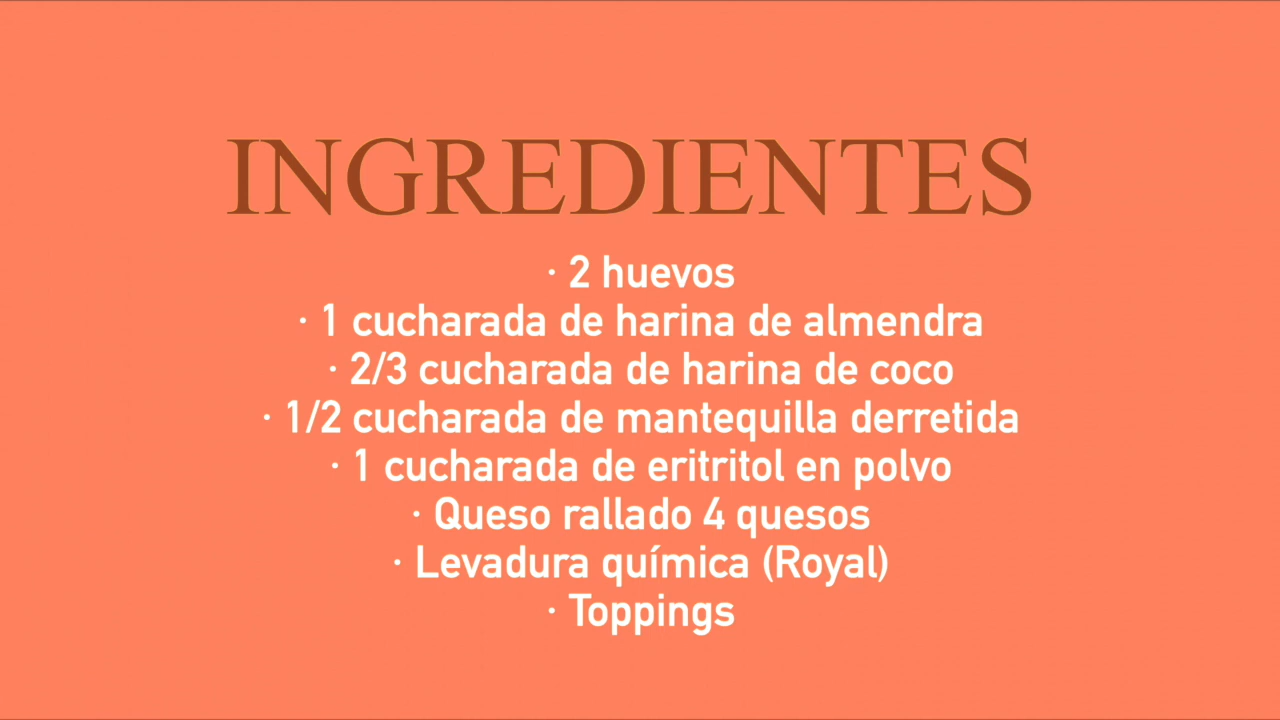 INGREDIENTES
· 2 huevos
· 1 cucharada de harina de almendra
· 2/3 cucharada de harina de coco
· 1/2 cucharada de mantequilla derretida
· 1 cucharada de eritritol en polvo
· Queso rallado 4 quesos
· Levadura química (Royal)
· Toppings